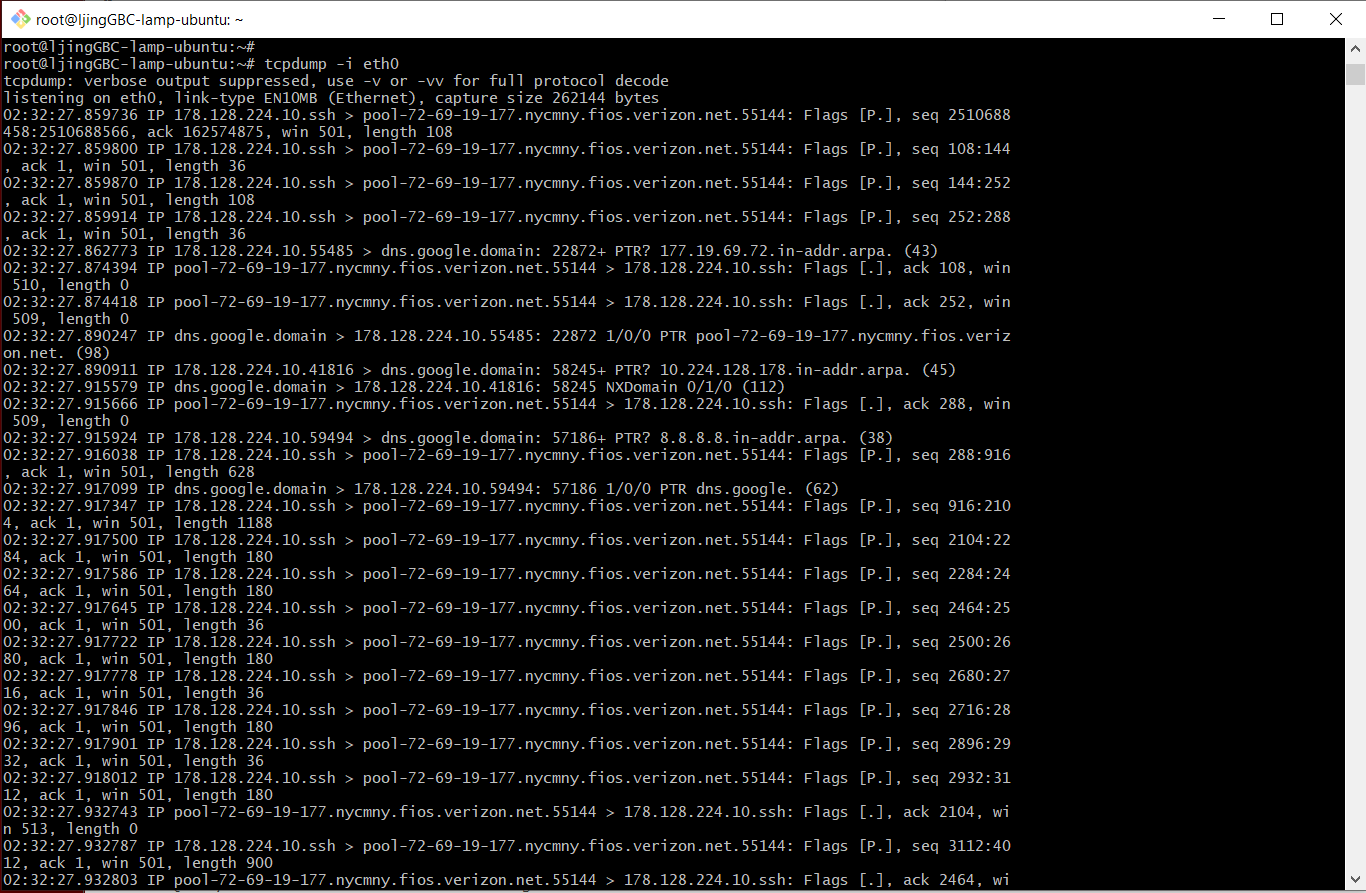 root@ljingGBC-lamp-ubuntu: ~
root@ljingGBC-lamp-ubuntu:~#
root@ljingGBC-lamp-ubuntu:~# tcpdump -i eth0
tcpdump: verbose output suppressed, use -v or -vv for full protocol decode
listening on eth0, link-type EN10MB (Ethernet), capture size 262144 bytes
02:32:27.859736 IP 178.128.224.10.ssh > pool-72-69-19-177.nycmny.fios.verizon.net.55144: Flags [P.], seq 2510688
458:2510688566, ack 162574875, win 501, length 108
02:32:27.859800 IP 178.128.224.10.ssh > pool-72-69-19-177.nycmny.fios.verizon.net.55144: Flags [P.], seq 108:144
, ack 1, win 501, length 36
02:32:27.859870 IP 178.128.224.10.ssh > pool-72-69-19-177.nycmny.fios.verizon.net.55144: Flags [P.], seq 144:252
, ack 1, win 501, length 108
02:32:27.859914 IP 178.128.224.10.ssh > pool-72-69-19-177.nycmny.fios.verizon.net.55144: Flags [P.], seq 252:288
, ack 1, win 501, length 36
02:32:27.862773 IP 178.128.224.10.55485 > dns.google.domain: 22872+ PTR? 177.19.69.72.in-addr.arpa. (43)
02:32:27.874394 IP pool-72-69-19-177.nycmny.fios.verizon.net.55144 > 178.128.224.10.ssh: Flags [.], ack 108, win
 510, length 0
02:32:27.874418 IP pool-72-69-19-177.nycmny.fios.verizon.net.55144 > 178.128.224.10.ssh: Flags [.], ack 252, win
 509, length 0
02:32:27.890247 IP dns.google.domain > 178.128.224.10.55485: 22872 1/0/0 PTR pool-72-69-19-177.nycmny.fios.veriz
on.net. (98)
02:32:27.890911 IP 178.128.224.10.41816 > dns.google.domain: 58245+ PTR? 10.224.128.178.in-addr.arpa. (45)
02:32:27.915579 IP dns.google.domain > 178.128.224.10.41816: 58245 NXDomain 0/1/0 (112)
02:32:27.915666 IP pool-72-69-19-177.nycmny.fios.verizon.net.55144 > 178.128.224.10.ssh: Flags [.], ack 288, win
 509, length 0
02:32:27.915924 IP 178.128.224.10.59494 > dns.google.domain: 57186+ PTR? 8.8.8.8.in-addr.arpa. (38)
02:32:27.916038 IP 178.128.224.10.ssh > pool-72-69-19-177.nycmny.fios.verizon.net.55144: Flags [P.], seq 288:916
, ack 1, win 501, length 628
02:32:27.917099 IP dns.google.domain > 178.128.224.10.59494: 57186 1/0/0 PTR dns.google. (62)
02:32:27.917347 IP 178.128.224.10.ssh > pool-72-69-19-177.nycmny.fios.verizon.net.55144: Flags [P.], seq 916:210
4, ack 1, win 501, length 1188
02:32:27.917500 IP 178.128.224.10.ssh > pool-72-69-19-177.nycmny.fios.verizon.net.55144: Flags [P.], seq 2104:22
84, ack 1, win 501, length 180
02:32:27.917586 IP 178.128.224.10.ssh > pool-72-69-19-177.nycmny.fios.verizon.net.55144: Flags [P.], seq 2284:24
64, ack 1, win 501, length 180
02:32:27.917645 IP 178.128.224.10.ssh > pool-72-69-19-177.nycmny.fios.verizon.net.55144: Flags [P.], seq 2464:25
00, ack 1, win 501, length 36
02:32:27.917722 IP 178.128.224.10.ssh > pool-72-69-19-177.nycmny.fios.verizon.net.55144: Flags [P.], seq 2500:26
80, ack 1, win 501, length 180
02:32:27.917778 IP 178.128.224.10.ssh > pool-72-69-19-177.nycmny.fios.verizon.net.55144: Flags [P.], seq 2680:27
16, ack 1, win 501, length 36
02:32:27.917846 IP 178.128.224.10.ssh > pool-72-69-19-177.nycmny.fios.verizon.net.55144: Flags [P.], seq 2716:28
96, ack 1, win 501, length 180
02:32:27.917901 IP 178.128.224.10.ssh > pool-72-69-19-177.nycmny.fios.verizon.net.55144: Flags [P.], seq 2896:29
32, ack 1, win 501, length 36
02:32:27.918012 IP 178.128.224.10.ssh > pool-72-69-19-177.nycmny.fios.verizon.net.55144: Flags [P.], seq 2932:31
12, ack 1, win 501, length 180
02:32:27.932743 IP pool-72-69-19-177.nycmny.fios.verizon.net.55144 > 178.128.224.10.ssh: Flags [.], ack 2104, wi
n 513, length 0
02:32:27.932787 IP 178.128.224.10.ssh > pool-72-69-19-177.nycmny.fios.verizon.net.55144: Flags [P.], seq 3112:40
12, ack 1, win 501, length 900
02:32:27.932803 IP pool-72-69-19-177.nycmny.fios.verizon.net.55144 > 178.128.224.10.ssh: Flags [.], ack 2464, wi